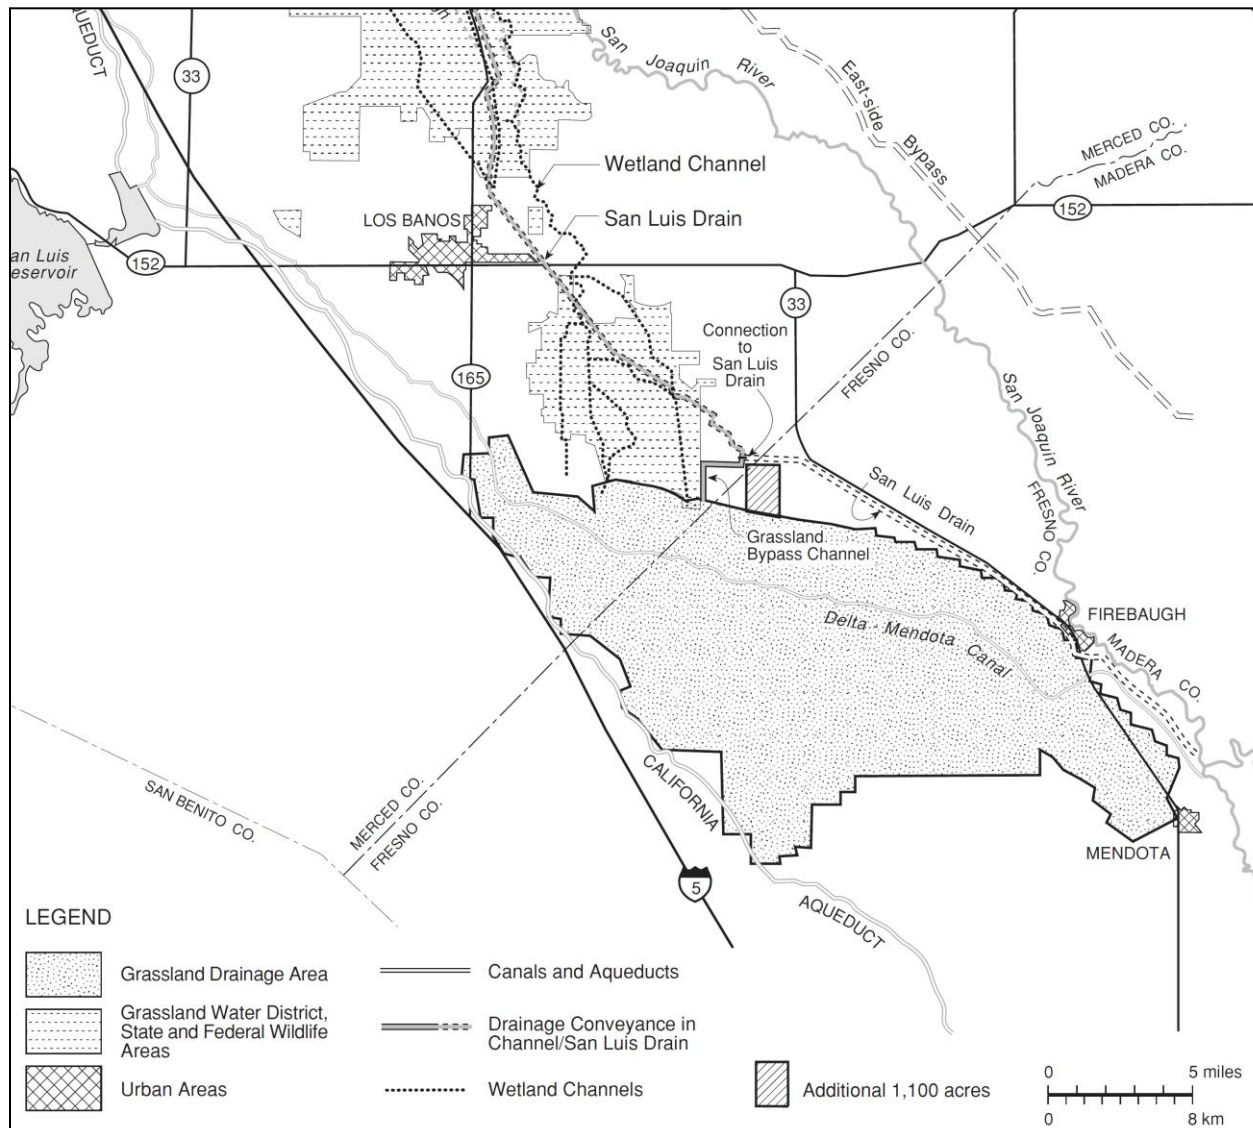 AQUEDUCT
33
San
Joaquin
River
East-side
Bypass
MERCED CO.
MADERA CO.
152
Wetland Channel
LOS BANOS
San Luis Drain
an Luis
eservoir
152
33
Connection
to
San Luis
Drain
FRESNO CO.
165
San Joaquin River
FRESNO CO.
San Luis Drain
Grassland
Bypass Channel
Delta - Mendota Canal
FIREBAUGH
MADERA CO.
SAN BENITO CO.
MERCED CO.
FRESNO CO.
CALIFORNIA
AQUEDUCT
5
MENDOTA
LEGEND
Grassland Drainage Area
Grassland Water District,
State and Federal Wildlife
Areas
Urban Areas
Canals and Aqueducts
Drainage Conveyance in
Channel/San Luis Drain
Wetland Channels
Additional 1,100 acres
0 5 miles
0 8 km